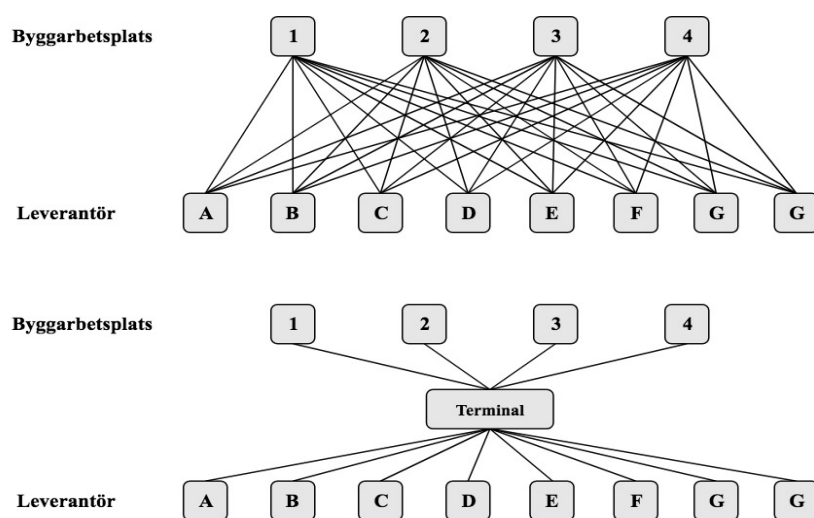 Byggarbetsplats 1 2 3 4
Leverantör A B C D E F G G
Byggarbetsplats 1 2 3 4
Terminal
Leverantör A B C D E F G G